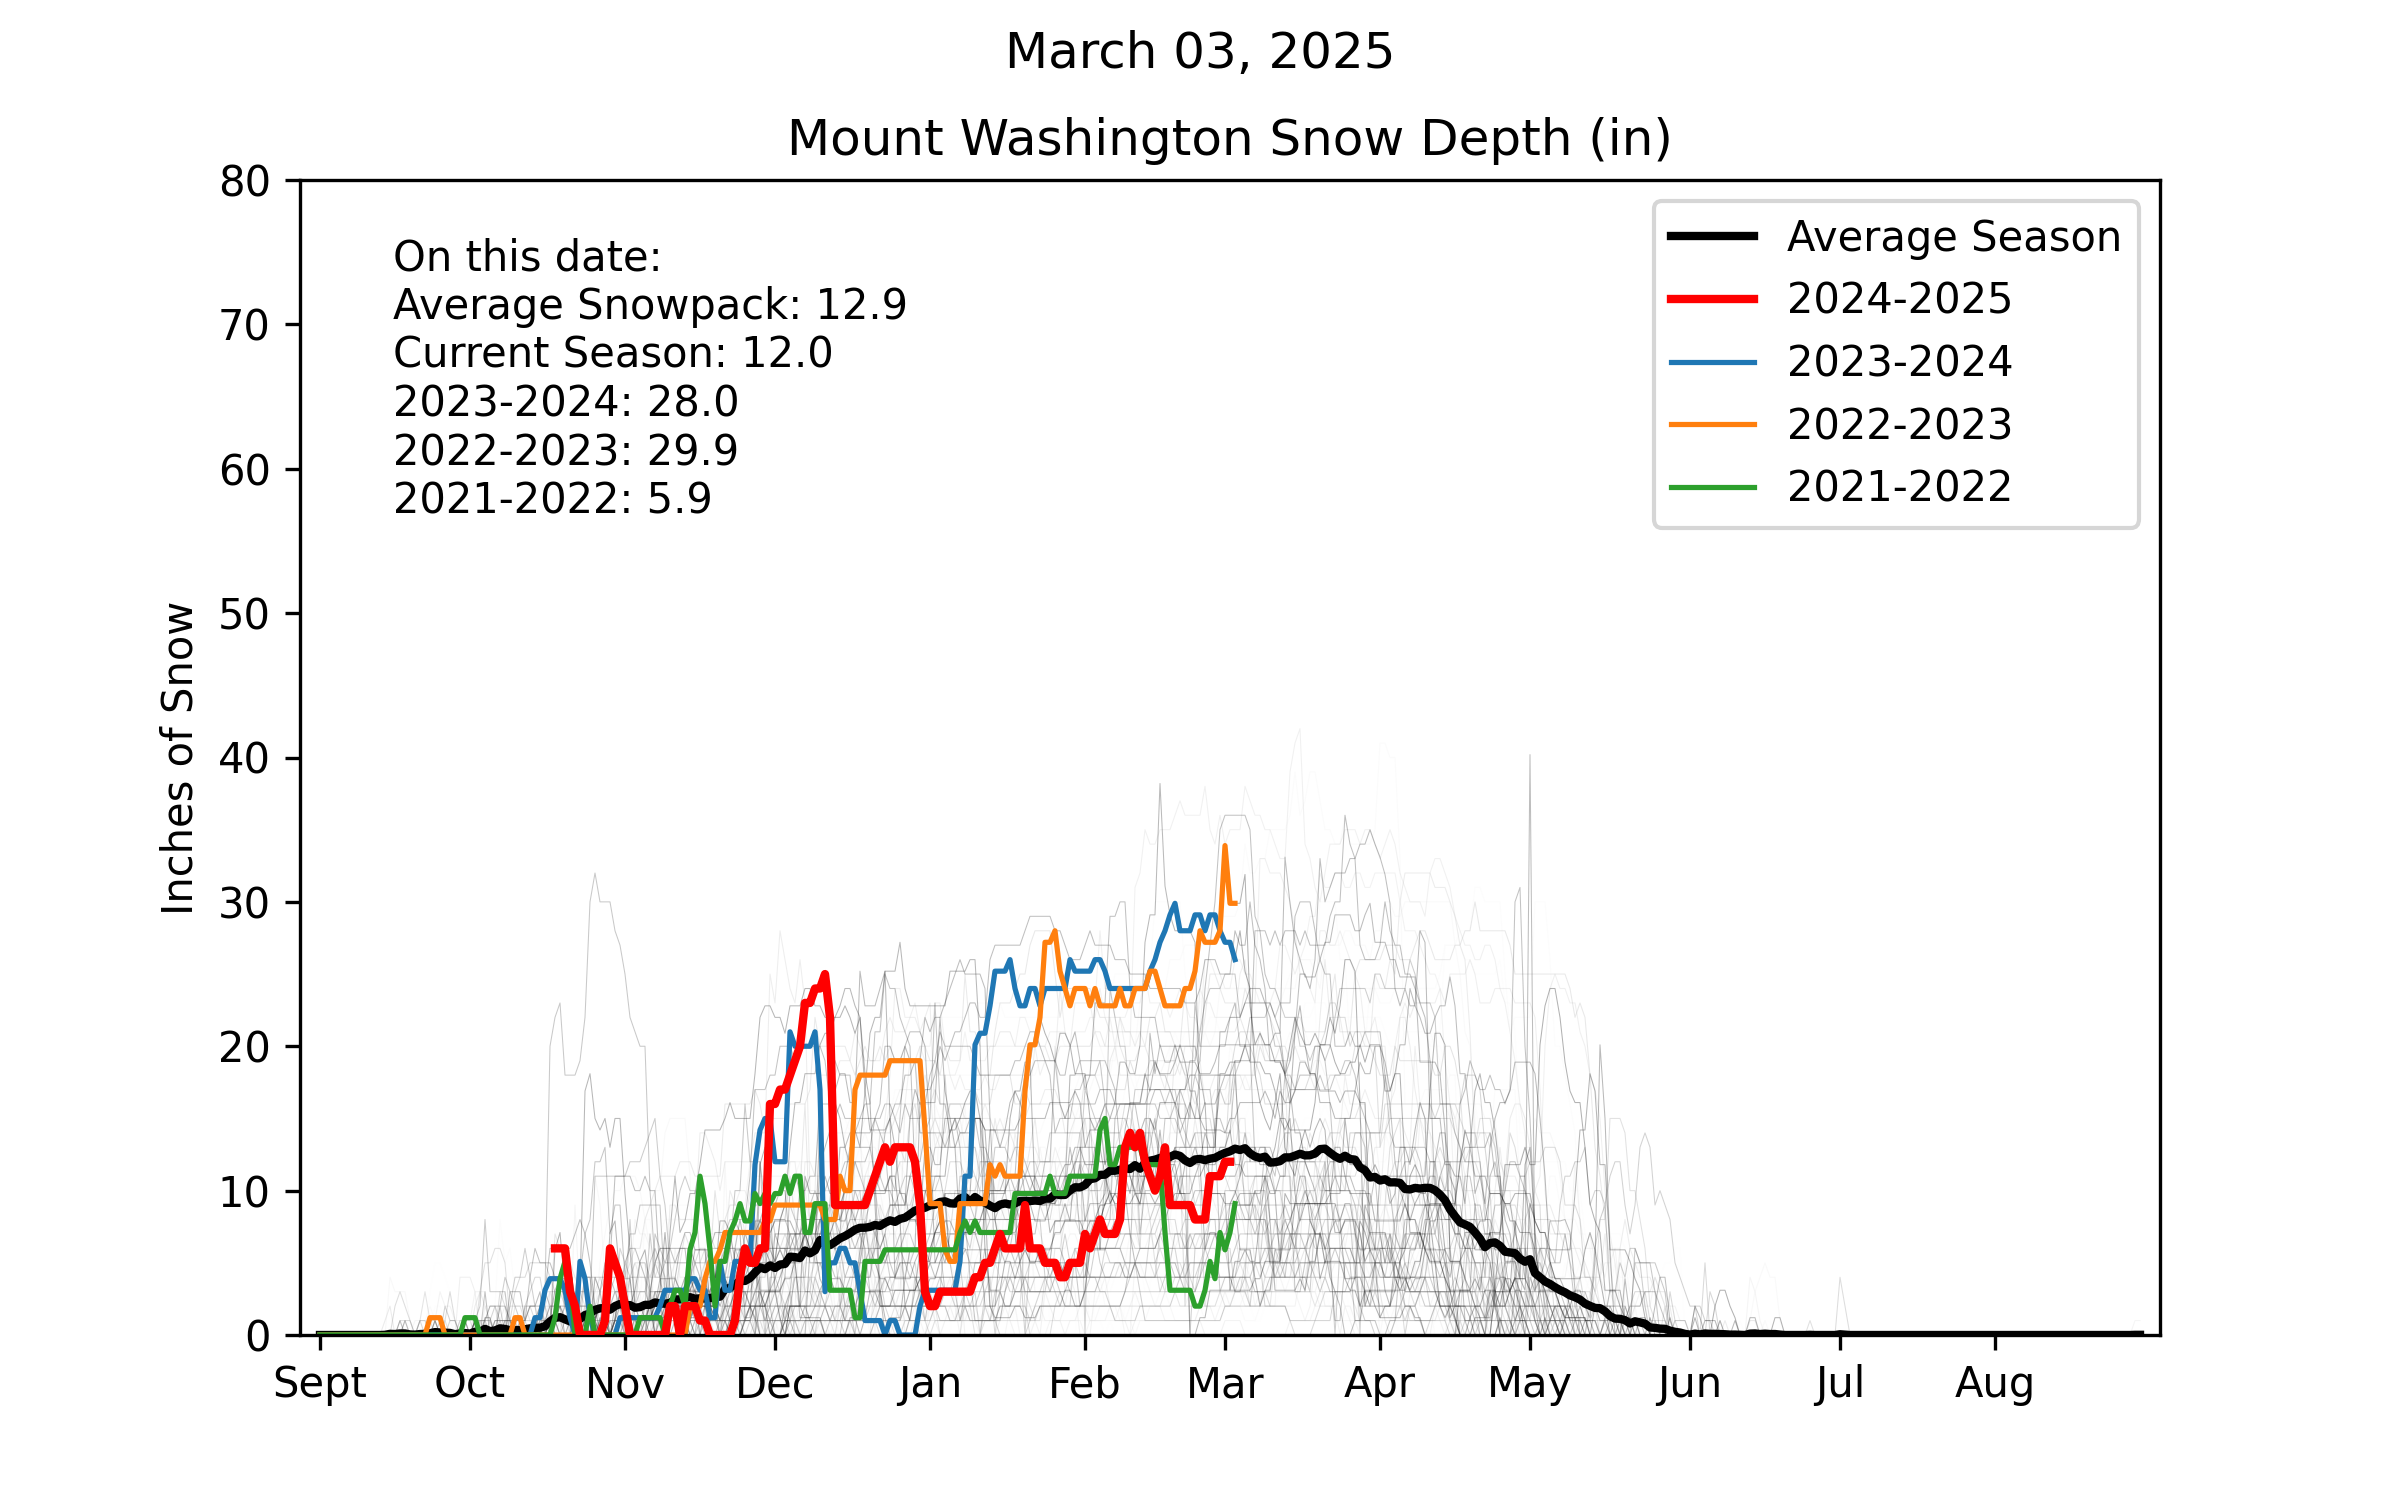 March 03, 2025
Mount Washington Snow Depth (in)
80
70
60
50
40
30
20
10
0
Inches of Snow
On this date:
Average Snowpack: 12.9
Current Season: 12.0
2023-2024: 28.0
2022-2023: 29.9
2021-2022: 5.9
Average Season
2024-2025
2023-2024
2022-2023
2021-2022
Sept Oct Nov Dec Jan Feb Mar Apr May Jun Jul Aug